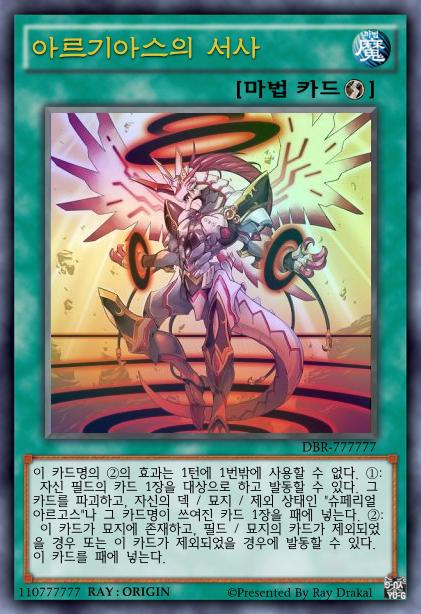 아르기아스의 서사
마법
魔
[마법 카드]
DBR-777777
이 카드명의 ②의 효과는 1턴에 1번밖에 사용할 수 없다. ①:
자신 필드의 카드 1장을 대상으로 하고 발동할 수 있다. 그
카드를 파괴하고, 자신의 덱 / 묘지 / 제외 상태인 "슈페리얼
아르고스"나 그 카드명이 쓰여진 카드 1장을 패에 넣는다. ②:
이 카드가 묘지에 존재하고, 필드 / 묘지의 카드가 제외되었
을 경우 또는 이 카드가 제외되었을 경우에 발동할 수 있다.
이 카드를 패에 넣는다.
110777777 RAY : ORIGIN ©Presented By Ray Drakal